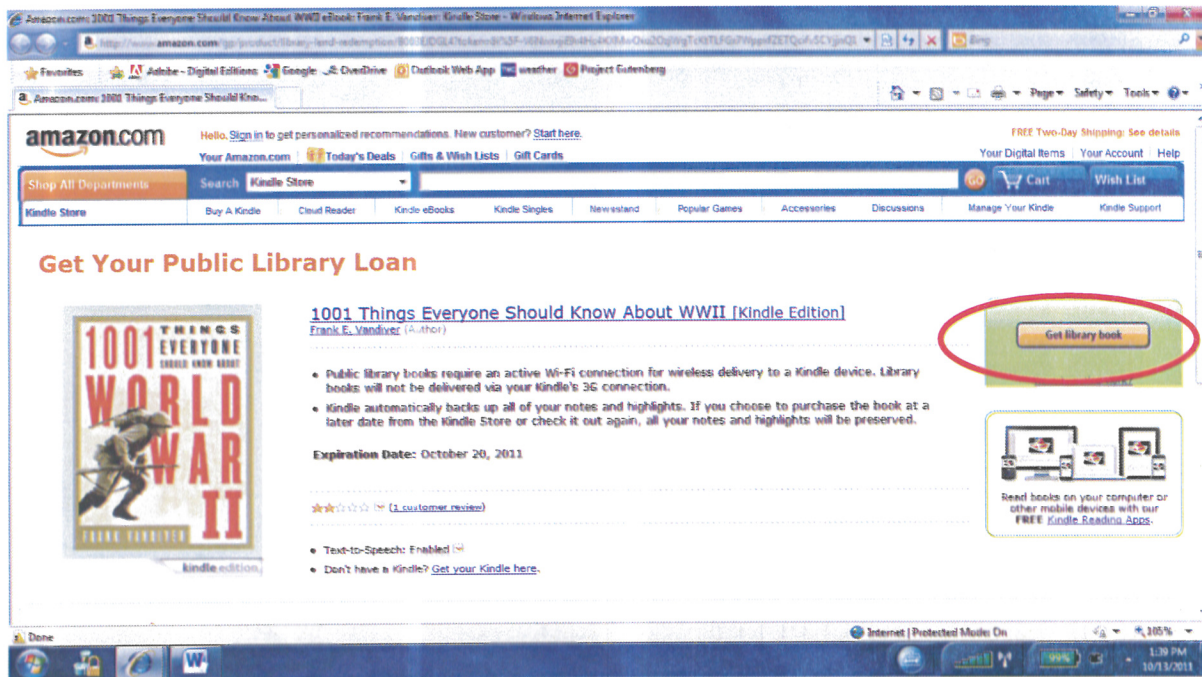 Amazon.com: 1001 Things Everyone Should Know About WWII eBook: Frank E. Vandiver: Kindle Store - Windows Internet Explorer
Bing
Favorites Adobe - Digital Editions Google OverDrive Outlook Web App weather Project Gutenberg
Amazon.com: 1001 Things Everyone Should Kno...
Page Safety Tools
amazon.com
Hello. Sign in to get personalized recommendations. New customer? Start here.
FREE Two-Day Shipping: See details
Your Amazon.com Today's Deals Gifts & Wish Lists Gift Cards
Your Digital Items Your Account Help
Shop All Departments Search Kindle Store GO Cart Wish List
Kindle Store Buy A Kindle Cloud Reader Kindle eBooks Kindle Singles Newsstand Popular Games Accessories Discussions Manage Your Kindle Kindle Support
Get Your Public Library Loan
1001 THINGS
EVERYONE
SHOULD KNOW ABOUT
WORLD
WAR
II
FRANK VANDIVER
kindle edition
1001 Things Everyone Should Know About WWII [Kindle Edition]
Frank E. Vandiver (Author)
• Public library books require an active Wi-Fi connection for wireless delivery to a Kindle device. Library
books will not be delivered via your Kindle's 3G connection.
• Kindle automatically backs up all of your notes and highlights. If you choose to purchase the book at a
later date from the Kindle Store or check it out again, all your notes and highlights will be preserved.
Expiration Date: October 20, 2011
(1 customer review)
• Text-to-Speech: Enabled
• Don't have a Kindle? Get your Kindle here.
Get library book
Read books on your computer or
other mobile devices with our
FREE Kindle Reading Apps.
Done
Internet | Protected Mode: On
105%
99%
1:39 PM
10/13/2011